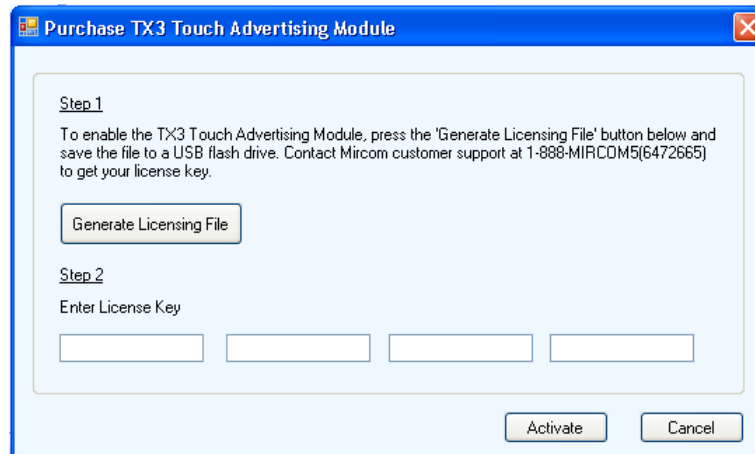 Purchase TX3 Touch Advertising Module
Step 1
To enable the TX3 Touch Advertising Module, press the 'Generate Licensing File' button below and
save the file to a USB flash drive. Contact Mircom customer support at 1-888-MIRCOM5(6472665)
to get your license key.
Generate Licensing File
Step 2
Enter License Key
Activate Cancel